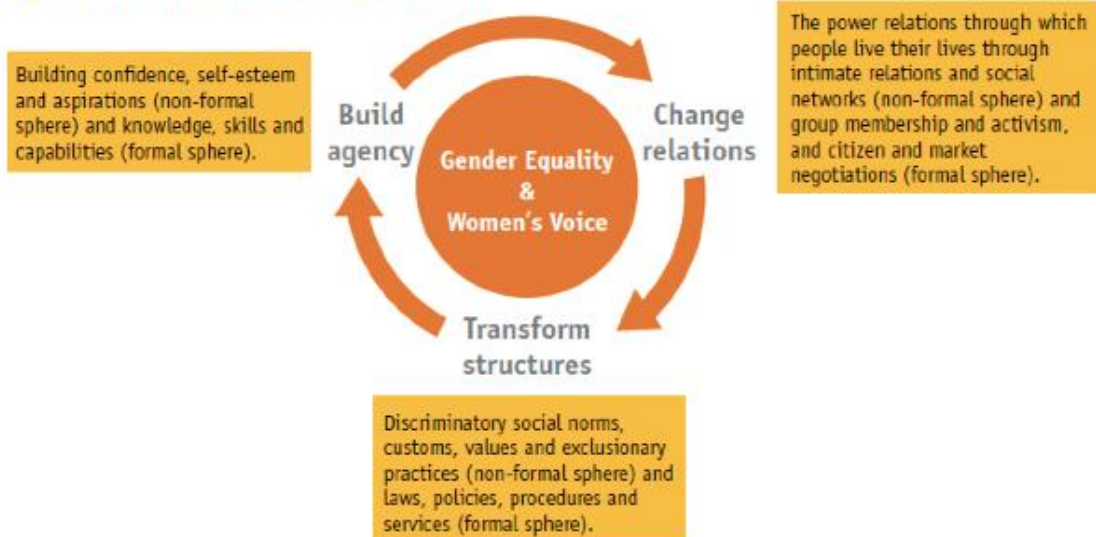 Building confidence, self-esteem
and aspirations (non-formal
sphere) and knowledge, skills and
capabilities (formal sphere).
Build
agency
Gender Equality
&
Women's Voice
Change
relations
The power relations through which
people live their lives through
intimate relations and social
networks (non-formal sphere) and
group membership and activism,
and citizen and market
negotiations (formal sphere).
Transform
structures
Discriminatory social norms,
customs, values and exclusionary
practices (non-formal sphere) and
laws, policies, procedures and
services (formal sphere).